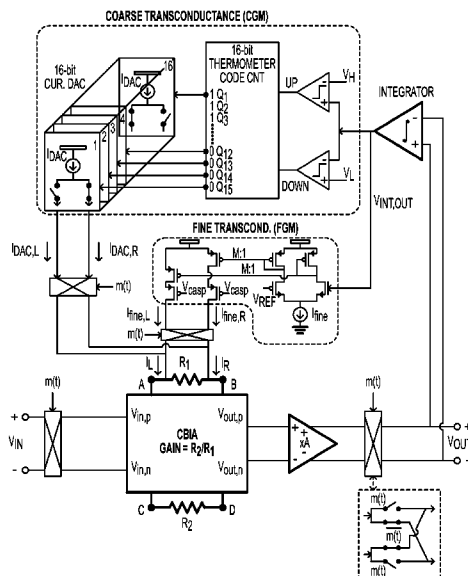 COARSE TRANSCONDUCTANCE (CGM)
16-bit
CUR. DAC
16-bit
THERMOMETER
CODE CNT
IDAC
16
4
3
2
1
IDAC
1 Q1
1 Q2
1 Q3
0 Q12
0 Q13
0 Q14
0 Q15
UP
DOWN
VH
VL
INTEGRATOR
VINT,OUT
IDAC,L
IDAC,R
m(t)
FINE TRANSCOND. (FGM)
M:1
M:1
Vcasp
Vcasp
VREF
Ifine
Ifine,L
Ifine,R
m(t)
IL
IR
R1
A
B
m(t)
m(t)
+
VIN
-
Vin,p
Vin,n
CBIA
GAIN = R2/R1
Vout,p
Vout,n
+ +
xA
- -
+
VOUT
-
C
D
R2
m(t)
m(t)
m(t)